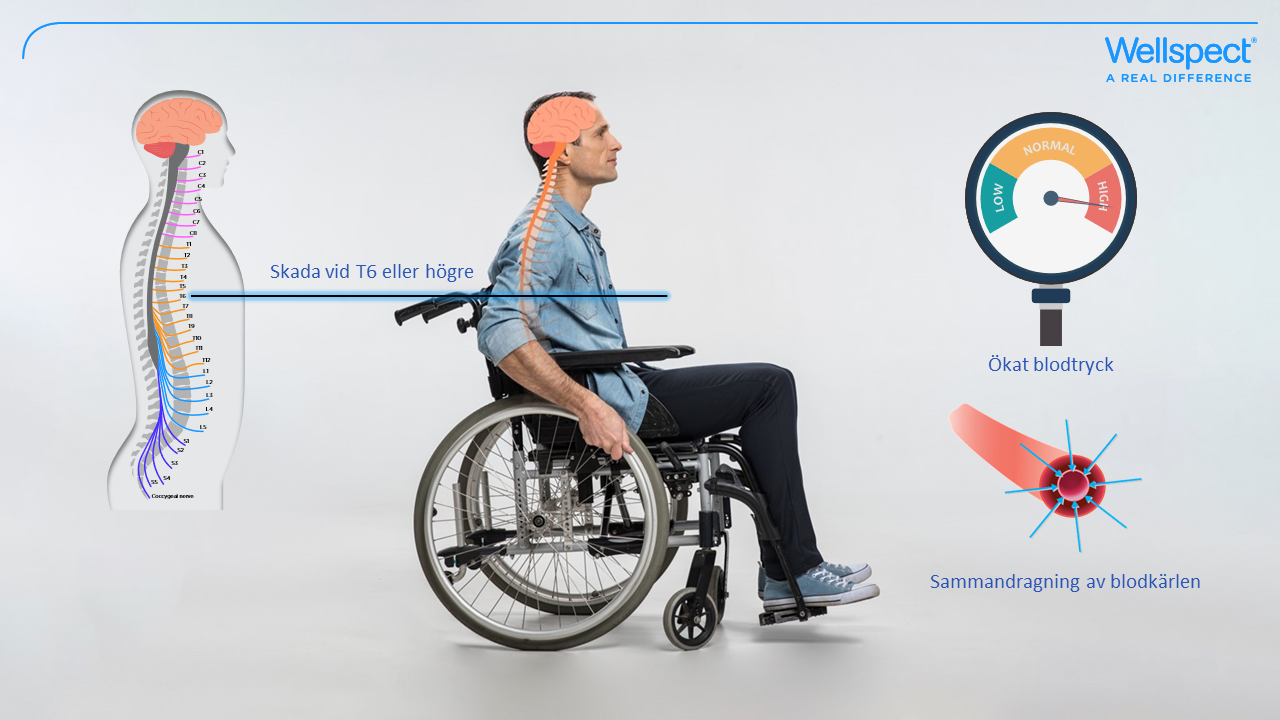 Wellspect®
A REAL DIFFERENCE
C1
C2
C3
C4
C5
C6
C7
C8
T1
T2
T3
T4
T5
T6
T7
T8
T9
T10
T11
T12
L1
L2
L3
L4
L5
S1
S2
S3
S4
S5
Coccygeal nerve
Skada vid T6 eller högre
LOW
NORMAL
HIGH
Ökat blodtryck
Sammandragning av blodkärlen